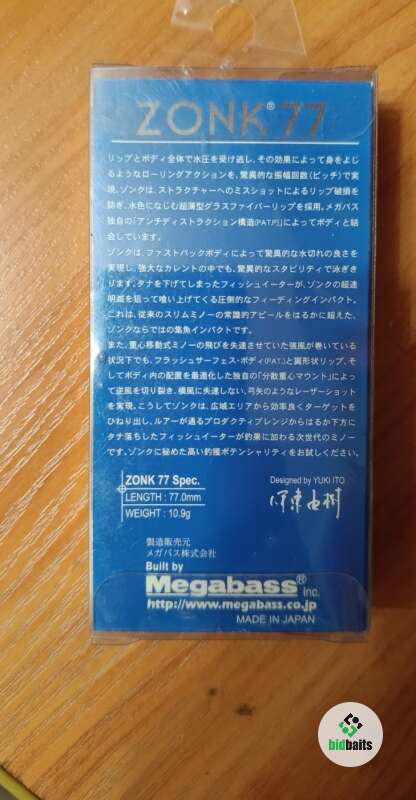 ZONK® 77
リップとボディ全体で水圧を受け逃し、その効果によって身をよじ
るようなローリングアクションを、驚異的な振幅回数(ピッチ)で実
現。ゾンクは、ストラクチャーへのミスショットによるリップ破損を
防ぎ、水色になじむ超薄型グラスファイバーリップを採用。メガバス
独自の「アンチディストラクション構造(PAT.P)」によってボディと結
合しています。
ゾンクは、ファストバックボディによって驚異的な水切れの良さを
実現し、強大なカレントの中でも、驚異的なスタビリティで泳ぎき
ります。タナを下げてしまったフィッシュイーターが、ゾンクの超速
明滅を狙って喰い上げてくる圧倒的なフィーディングインパクト。
これは、従来のスリムミノーの常識的アピールをはるかに超えた、
ゾンクならではの集魚インパクトです。
また、重心移動式ミノーの飛びを失速させていた強風が巻いている
状況下でも、フラッシュサーフェス・ボディ(PAT.)と翼形状リップ、そ
してボディ内の配置を最適化した独自の「分散重心マウント」によっ
て逆風を切り裂き、横風に失速しない、弓矢のようなレーザーショット
を実現。こうしてゾンクは、広域エリアから効率良くターゲットを
ひねり出し、ルアーが通るプロダクティブレンジからはるか下方に
タナ落ちしたフィッシュイーターが釣果に加わる次世代のミノー
です。ゾンクに秘めた高い釣獲ポテンシャリティをお試しください。
ZONK 77 Spec.
LENGTH : 77.0mm
WEIGHT : 10.9g
Designed by YUKI ITO
伊東由樹
製造販売元
メガバス株式会社
Built by
Megabass® Inc.
http://www.megabass.co.jp
MADE IN JAPAN
bidbaits